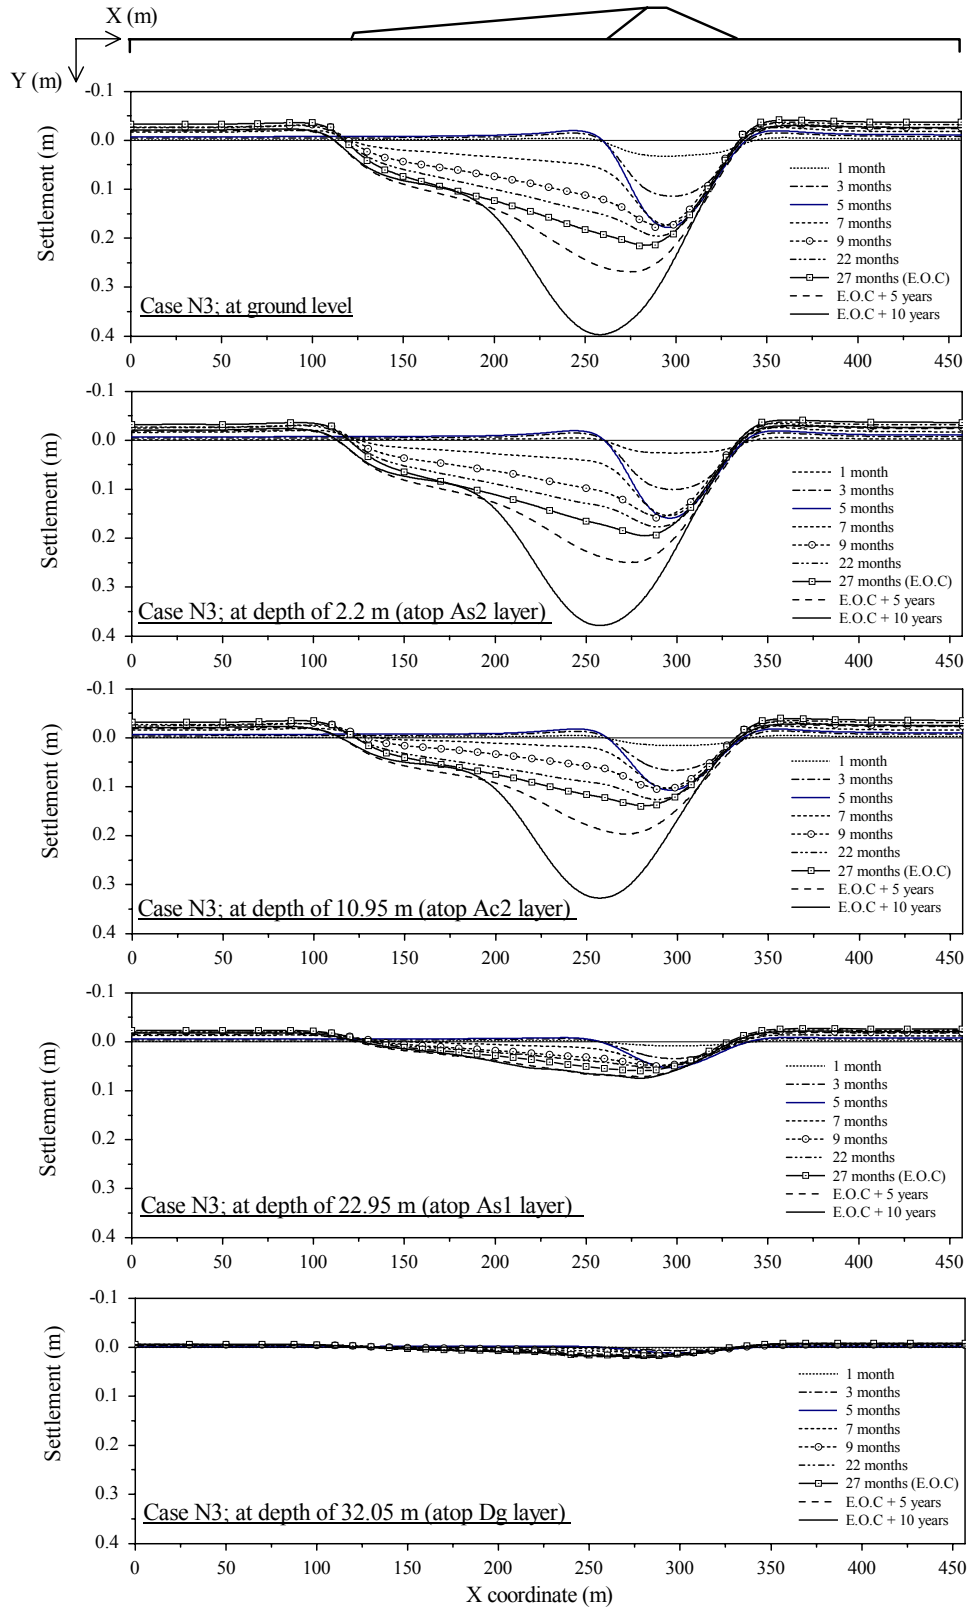 X (m)
Y (m)
-0.1
0.0
0.1
0.2
0.3
0.4
Settlement (m)
1 month
3 months
5 months
7 months
9 months
22 months
27 months (E.O.C)
E.O.C + 5 years
E.O.C + 10 years
Case N3; at ground level
0 50 100 150 200 250 300 350 400 450
-0.1
0.0
0.1
0.2
0.3
0.4
Settlement (m)
1 month
3 months
5 months
7 months
9 months
22 months
27 months (E.O.C)
E.O.C + 5 years
E.O.C + 10 years
Case N3; at depth of 2.2 m (atop As2 layer)
0 50 100 150 200 250 300 350 400 450
-0.1
0.0
0.1
0.2
0.3
0.4
Settlement (m)
1 month
3 months
5 months
7 months
9 months
22 months
27 months (E.O.C)
E.O.C + 5 years
E.O.C + 10 years
Case N3; at depth of 10.95 m (atop Ac2 layer)
0 50 100 150 200 250 300 350 400 450
-0.1
0.0
0.1
0.2
0.3
0.4
Settlement (m)
1 month
3 months
5 months
7 months
9 months
22 months
27 months (E.O.C)
E.O.C + 5 years
E.O.C + 10 years
Case N3; at depth of 22.95 m (atop As1 layer)
0 50 100 150 200 250 300 350 400 450
-0.1
0.0
0.1
0.2
0.3
0.4
Settlement (m)
1 month
3 months
5 months
7 months
9 months
22 months
27 months (E.O.C)
E.O.C + 5 years
E.O.C + 10 years
Case N3; at depth of 32.05 m (atop Dg layer)
0 50 100 150 200 250 300 350 400 450
X coordinate (m)